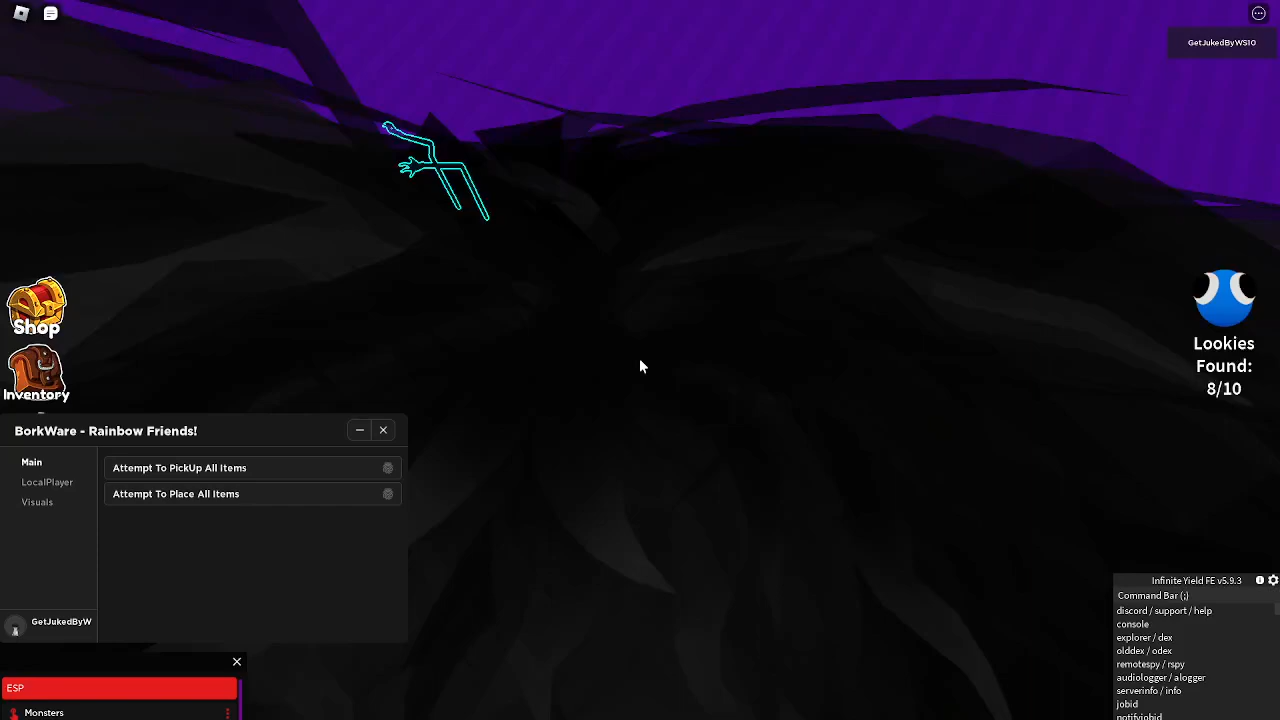 GetJukedByWS10
Shop
Inventory
Lookies
Found:
8/10
BorkWare - Rainbow Friends!
Main
LocalPlayer
Visuals
Attempt To PickUp All Items
Attempt To Place All Items
GetJukedByW
ESP
Monsters
Infinite Yield FE v5.9.3
Command Bar (;)
discord / support / help
console
explorer / dex
olddex / odex
remotespy / rspy
audiologger / alogger
serverinfo / info
jobid
notifyjobid